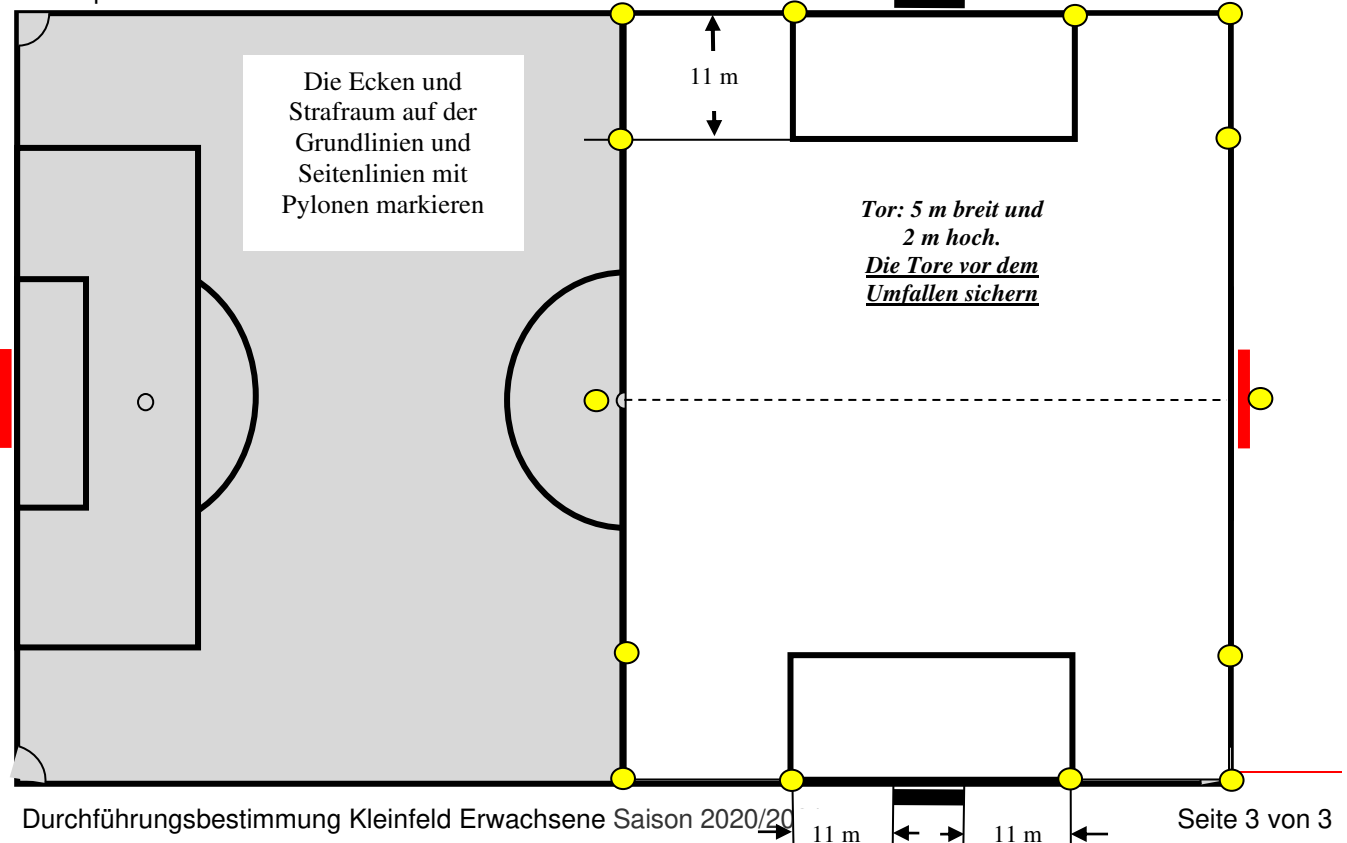 Die Ecken und
Strafraum auf der
Grundlinien und
Seitenlinien mit
Pylonen markieren
11 m
Tor: 5 m breit und
2 m hoch.
Die Tore vor dem
Umfallen sichern
Durchführungsbestimmung Kleinfeld Erwachsene Saison 2020/20
Seite 3 von 3
11 m
11 m